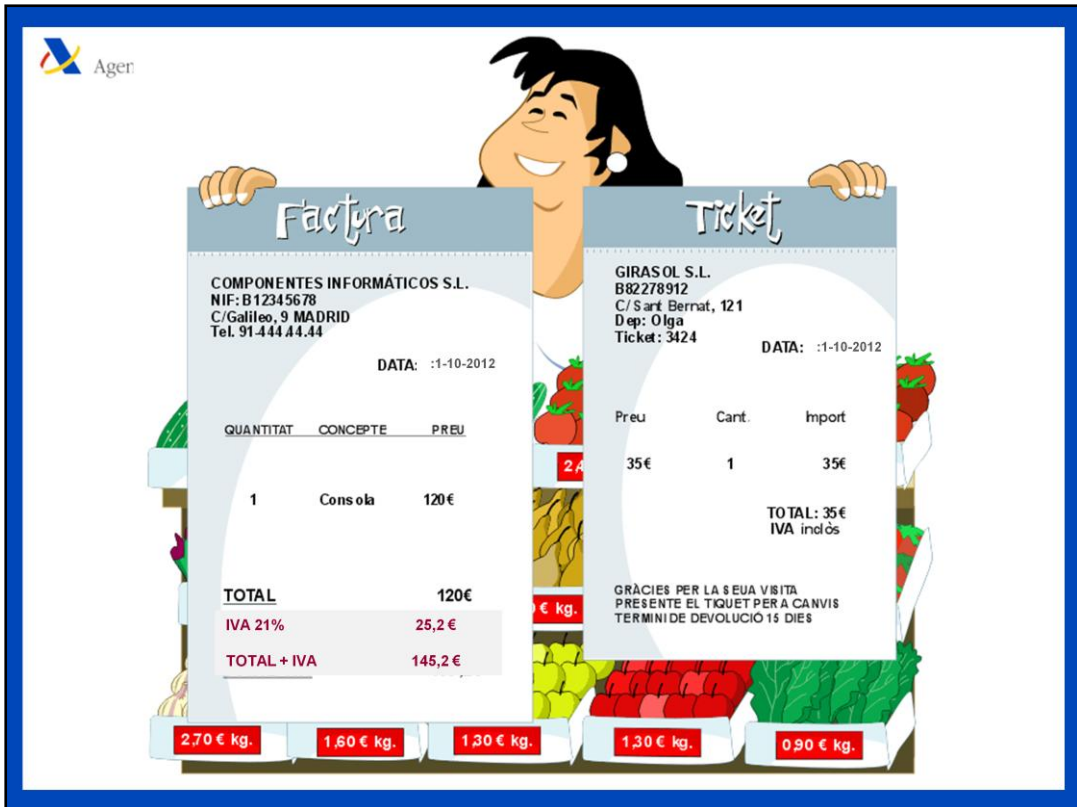 Agen
Factura
COMPONENTES INFORMÁTICOS S.L.
NIF: B12345678
C/Galileo, 9 MADRID
Tel. 91-444.44.44
DATA: :1-10-2012
QUANTITAT CONCEPTE PREU
1 Consola 120€
TOTAL 120€
IVA 21% 25,2 €
TOTAL + IVA 145,2 €
Ticket
GIRASOL S.L.
B82278912
C/ Sant Bernat, 121
Dep: Olga
Ticket: 3424
DATA: :1-10-2012
Preu Cant. Import
35€ 1 35€
TOTAL: 35€
IVA inclòs
GRÀCIES PER LA SEUA VISITA
PRESENTE EL TIQUET PER A CANVIS
TERMINI DE DEVOLUCIÓ 15 DIES
€ kg.
2,70 € kg.
1,60 € kg.
1,30 € kg.
1,30 € kg.
0,90 € kg.